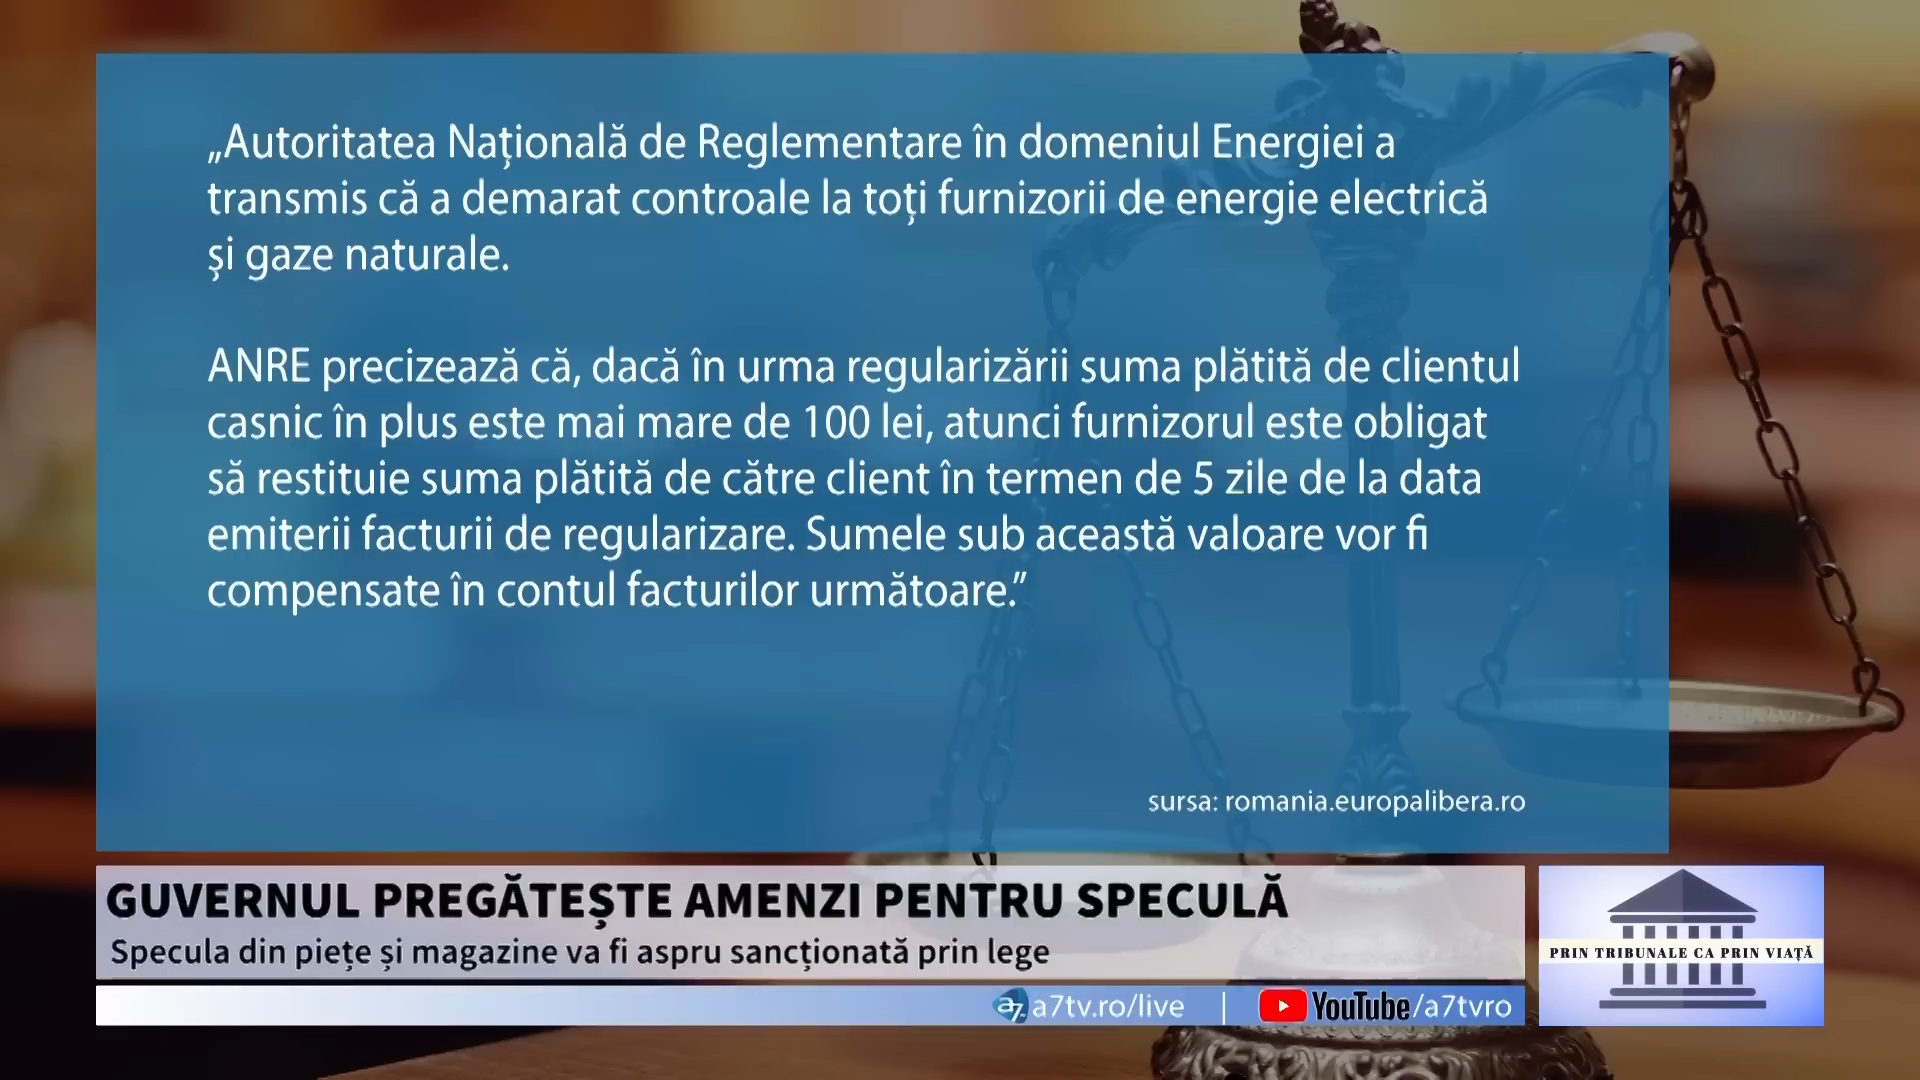 „Autoritatea Națională de Reglementare în domeniul Energiei a
transmis că a demarat controale la toți furnizorii de energie electrică
și gaze naturale.
ANRE precizează că, dacă în urma regularizării suma plătită de clientul
casnic în plus este mai mare de 100 lei, atunci furnizorul este obligat
să restituie suma plătită de către client în termen de 5 zile de la data
emiterii facturii de regularizare. Sumele sub această valoare vor fi
compensate în contul facturilor următoare.”
sursa: romania.europalibera.ro
GUVERNUL PREGĂTEȘTE AMENZI PENTRU SPECULĂ
Specula din piețe și magazine va fi aspru sancționată prin lege
PRIN TRIBUNALE CA PRIN VIAȚĂ
a7 a7tv.ro/live | YouTube/a7tvro